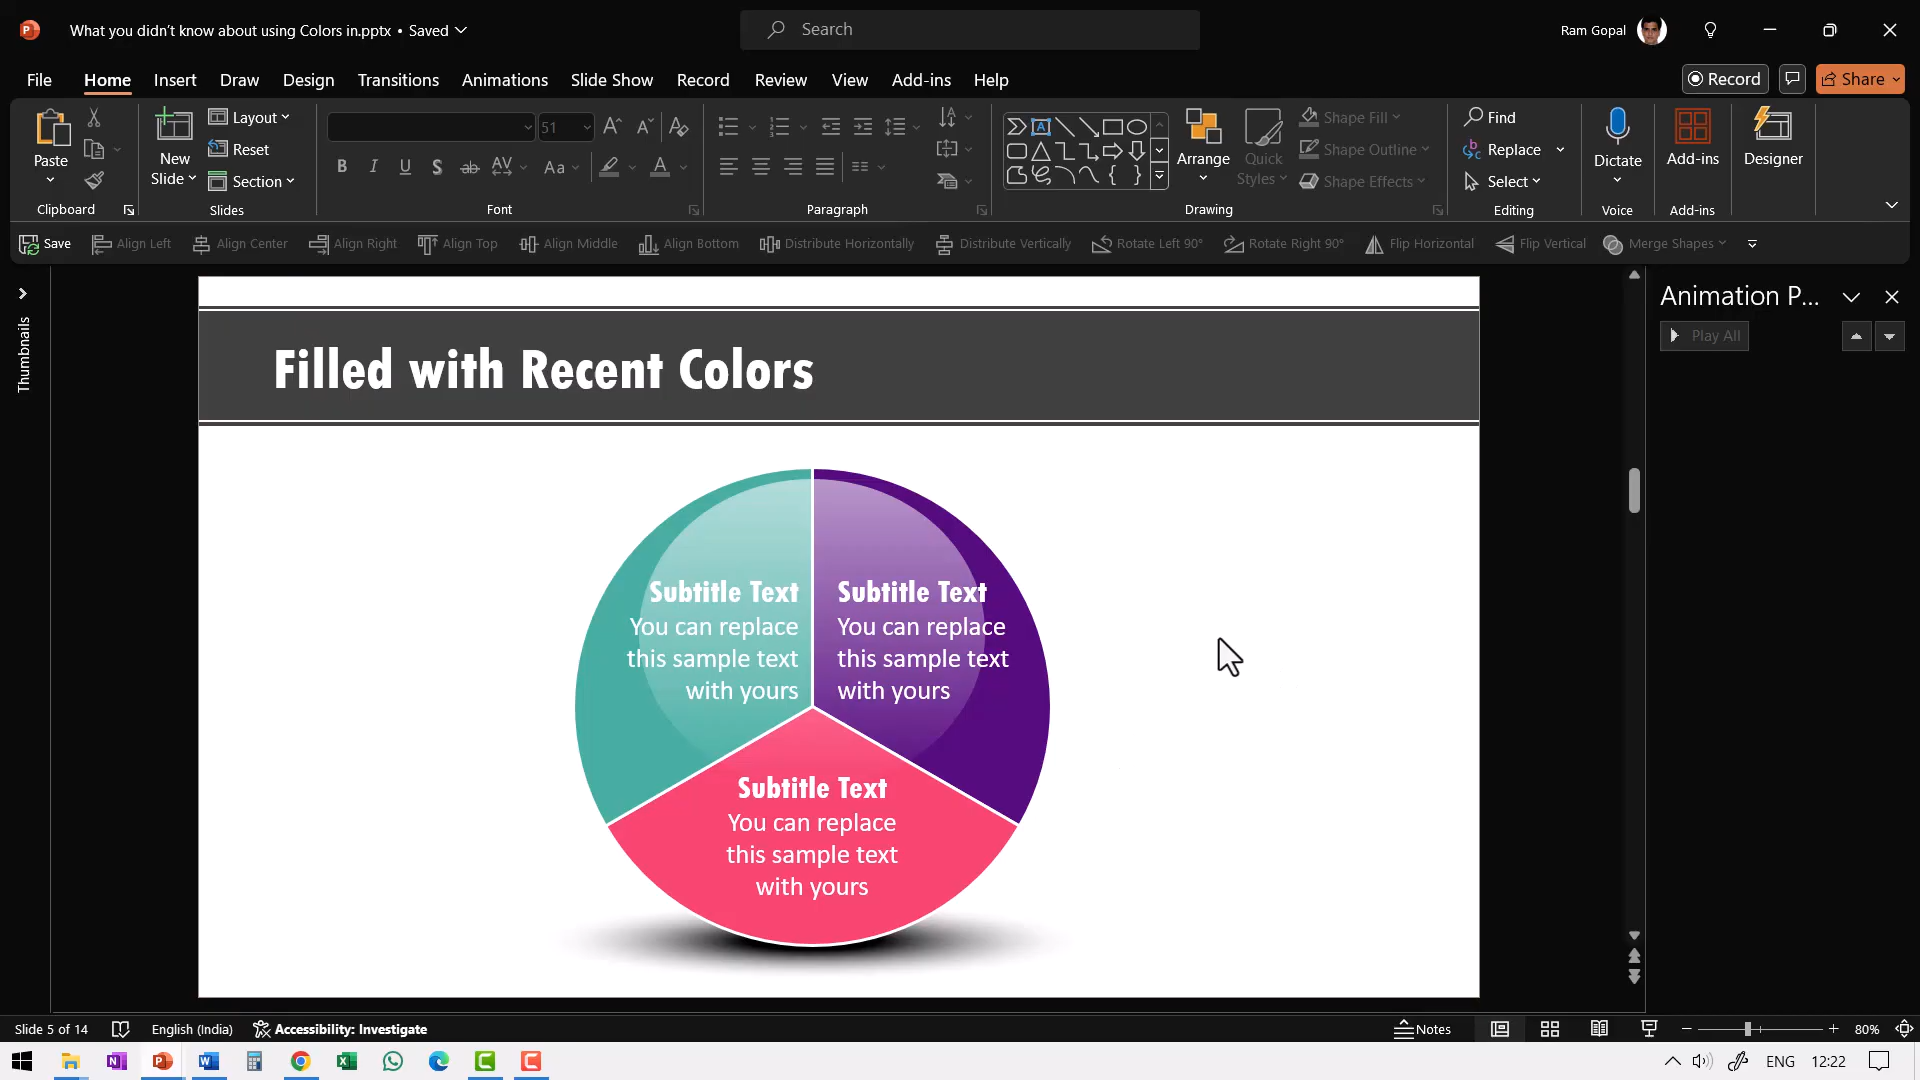 What you didn't know about using Colors in.pptx • Saved
Search
Ram Gopal
File Home Insert Draw Design Transitions Animations Slide Show Record Review View Add-ins Help
Record
Share
Paste
Clipboard
New Slide
Layout
Reset
Section
Slides
51
B I U S ab AV Aa A
Font
Paragraph
Arrange
Quick Styles
Shape Fill
Shape Outline
Shape Effects
Drawing
Find
Replace
Select
Editing
Dictate
Voice
Add-ins
Add-ins
Designer
Save Align Left Align Center Align Right Align Top Align Middle Align Bottom Distribute Horizontally Distribute Vertically Rotate Left 90° Rotate Right 90° Flip Horizontal Flip Vertical Merge Shapes
Thumbnails
Animation P...
Play All
Filled with Recent Colors
Subtitle Text
You can replace
this sample text
with yours
Subtitle Text
You can replace
this sample text
with yours
Subtitle Text
You can replace
this sample text
with yours
Slide 5 of 14
English (India)
Accessibility: Investigate
Notes
80%
ENG
12:22